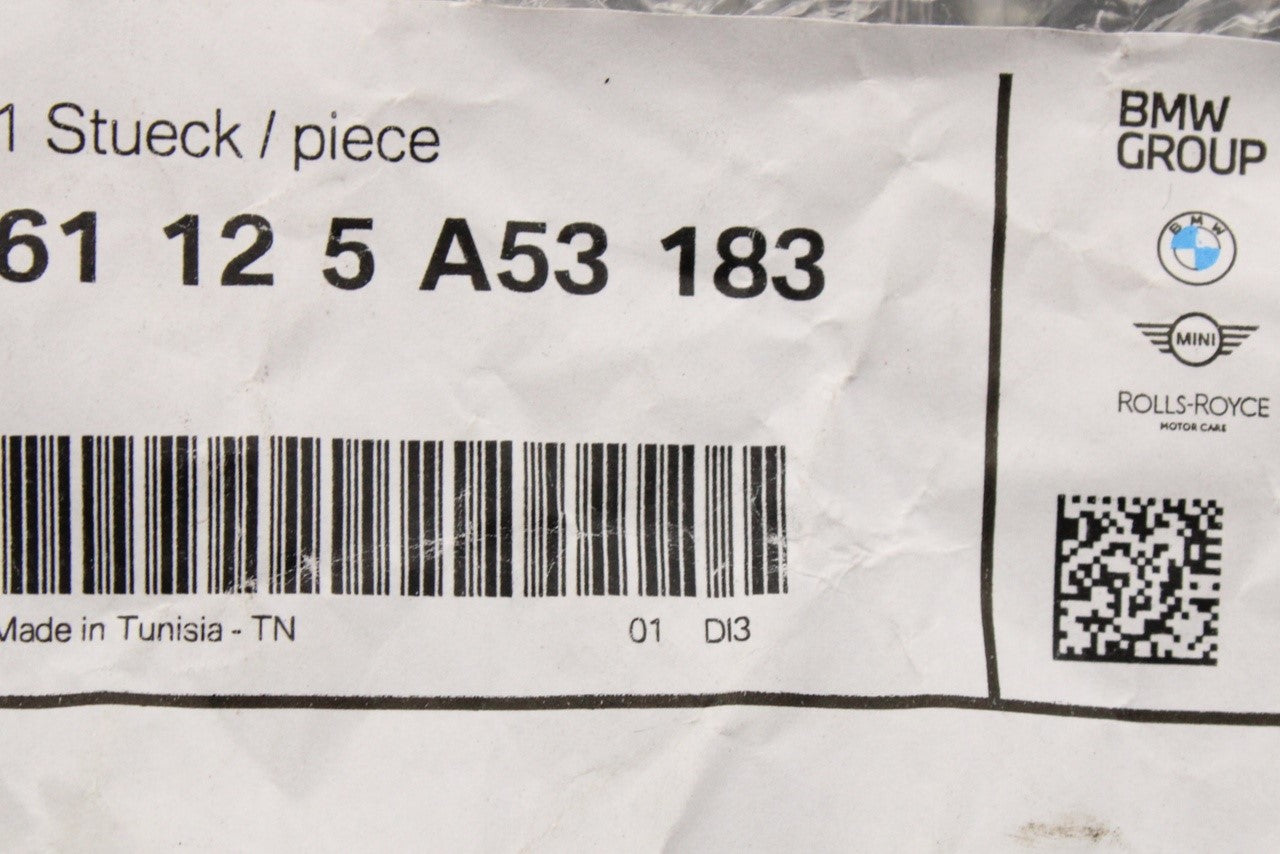 1 Stueck / piece
61 12 5 A53 183
Made in Tunisia - TN
01 DI3
BMW
GROUP
BMW
MINI
ROLLS-ROYCE
MOTOR CARS